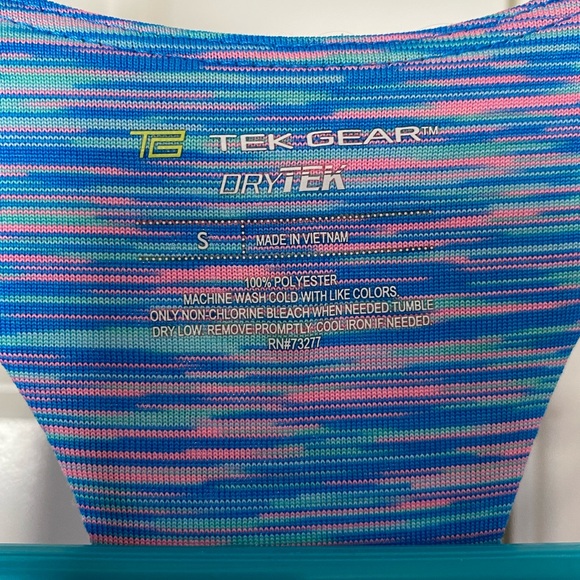 TG TEK GEAR™
DRYTEK
S MADE IN VIETNAM
100% POLYESTER
MACHINE WASH COLD WITH LIKE COLORS.
ONLY NON-CHLORINE BLEACH WHEN NEEDED.TUMBLE
DRY LOW. REMOVE PROMPTLY. COOL IRON IF NEEDED.
RN#73277